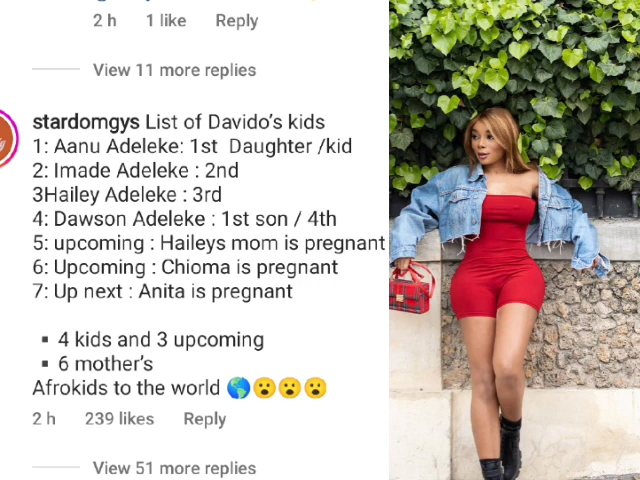 2 h 1 like Reply
View 11 more replies
stardomgys List of Davido's kids
1: Aanu Adeleke: 1st Daughter /kid
2: Imade Adeleke : 2nd
3Hailey Adeleke : 3rd
4: Dawson Adeleke : 1st son / 4th
5: upcoming : Haileys mom is pregnant
6: Upcoming : Chioma is pregnant
7: Up next : Anita is pregnant
▪ 4 kids and 3 upcoming
▪ 6 mother's
Afrokids to the world 🌎😮😮😮
2 h 239 likes Reply
View 51 more replies